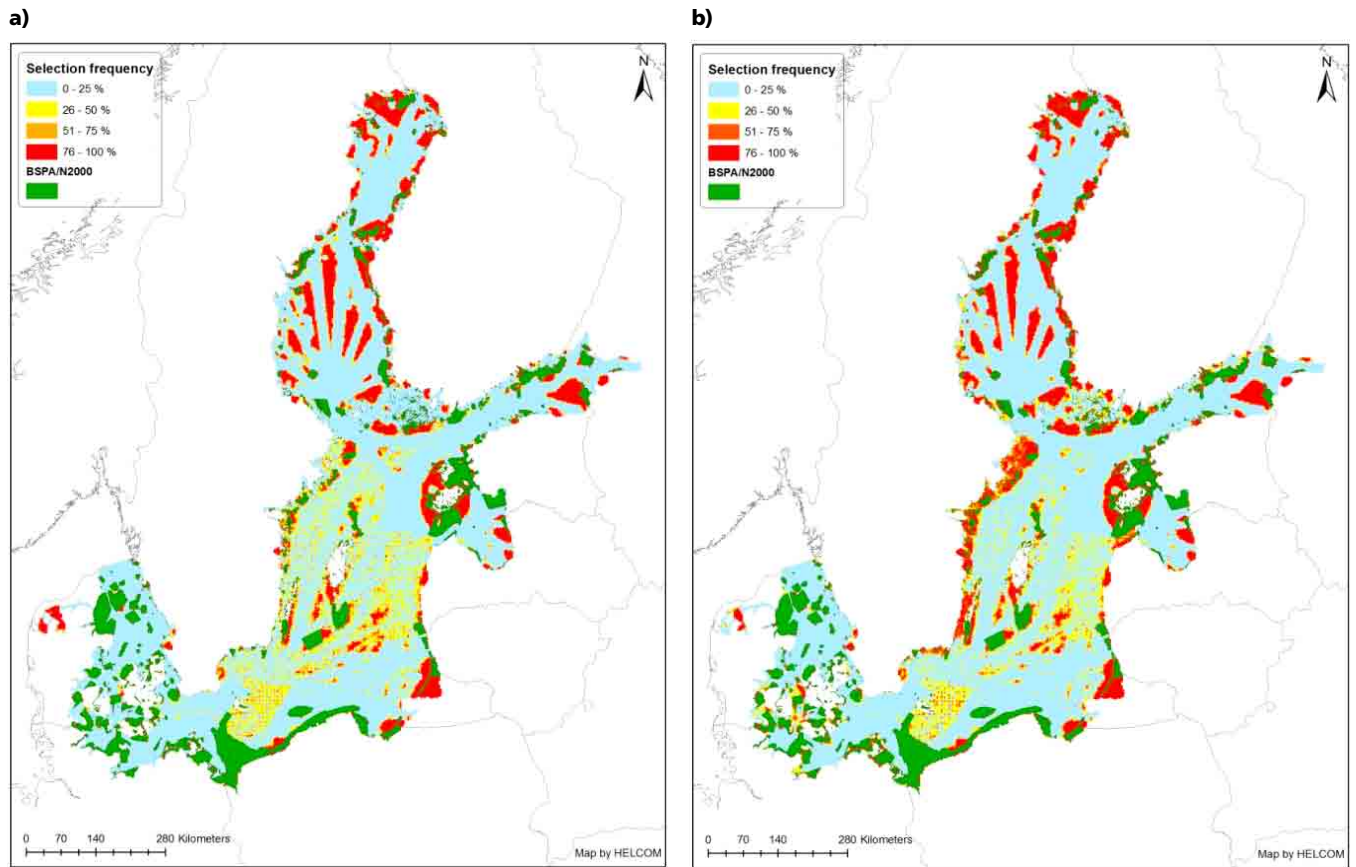 a)
Selection frequency
0 - 25 %
26 - 50 %
51 - 75 %
76 - 100 %
BSPA/N2000
N
0 70 140 280 Kilometers
Map by HELCOM
b)
Selection frequency
0 - 25 %
26 - 50 %
51 - 75 %
76 - 100 %
BSPA/N2000
N
0 70 140 280 Kilometers
Map by HELCOM